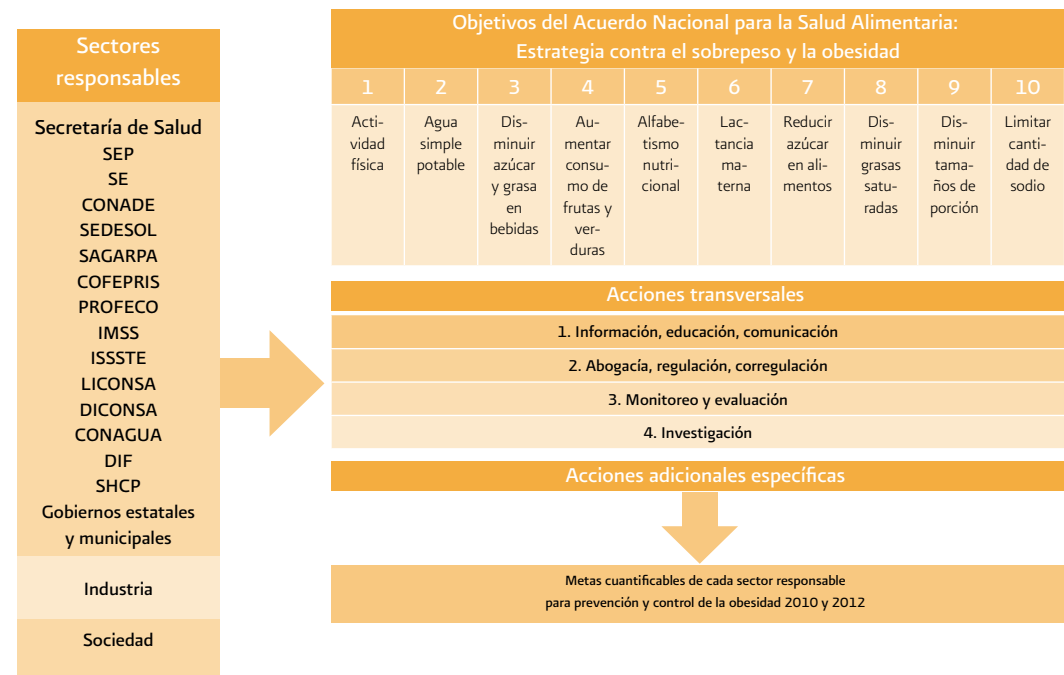 Sectores
responsables
Secretaría de Salud
SEP
SE
CONADE
SEDESOL
SAGARPA
COFEPRIS
PROFECO
IMSS
ISSSTE
LICONSA
DICONSA
CONAGUA
DIF
SHCP
Gobiernos estatales
y municipales
Industria
Sociedad
Objetivos del Acuerdo Nacional para la Salud Alimentaria:
Estrategia contra el sobrepeso y la obesidad
1
Acti-
vidad
física
2
Agua
simple
potable
3
Dis-
minuir
azúcar
y grasa
en
bebidas
4
Au-
mentar
consu-
mo de
frutas y
ver-
duras
5
Alfabe-
tismo
nutri-
cional
6
Lac-
tancia
ma-
terna
7
Reducir
azúcar
en ali-
mentos
8
Dis-
minuir
grasas
satu-
radas
9
Dis-
minuir
tama-
ños de
porción
10
Limitar
canti-
dad de
sodio
Acciones transversales
1. Información, educación, comunicación
2. Abogacía, regulación, corregulación
3. Monitoreo y evaluación
4. Investigación
Acciones adicionales específicas
Metas cuantificables de cada sector responsable
para prevención y control de la obesidad 2010 y 2012